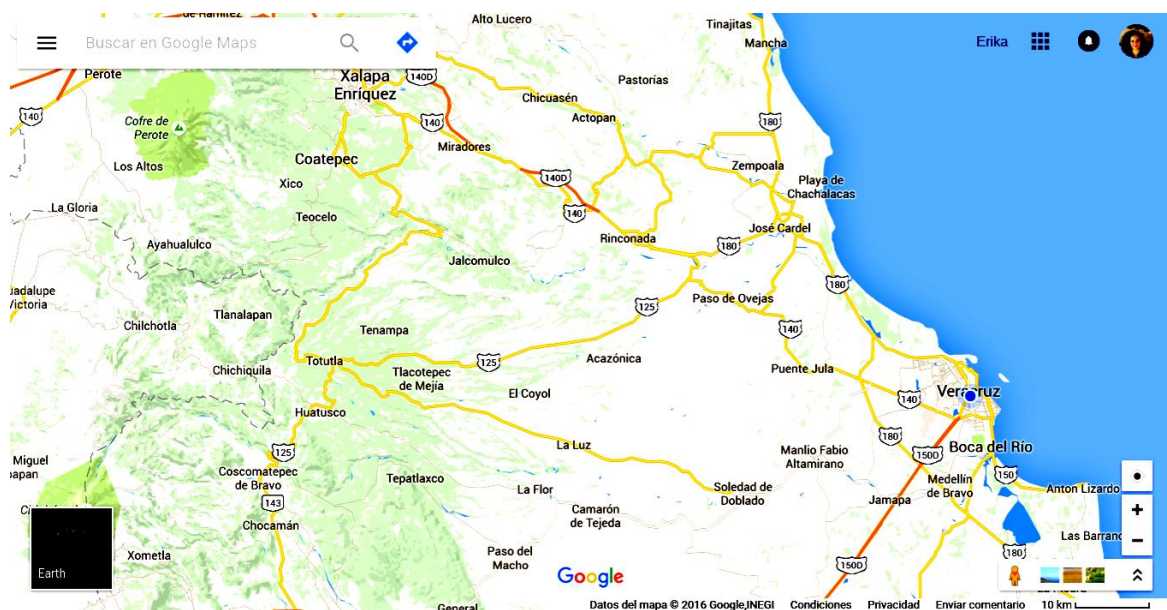 de Ramírez
Alto Lucero
Tinajitas
Buscar en Google Maps
Erika
Mancha
Perote
Xalapa
Enríquez
140D
Pastorías
Chicuasén
140
Cofre de
Perote
140
Actopan
180
Miradores
Los Altos
Coatepec
Zempoala
140D
Playa de
Chachalacas
Xico
La Gloria
Teocelo
140
José Cardel
Rinconada
180
Ayahualulco
Jalcomulco
180
Victoria
Paso de Ovejas
125
Tlanalapan
Chilchotla
Tenampa
140
Acazónica
Totutla
125
Puente Jula
Chichiquila
Tlacotepec
de Mejía
El Coyol
Veracruz
140
Huatusco
180
La Luz
Boca del Río
125
Manlio Fabio
Altamirano
150D
Miguel
Coscomatepec
de Bravo
Tepatlaxco
La Flor
Soledad de
Doblado
Jamapa
Medellín
de Bravo
150
Anton Lizardo
143
Chocamán
Camarón
de Tejeda
Las Barranc
Xometla
Paso del
Macho
180
150D
Earth
Google
General
Datos del mapa © 2016 Google,INEGI Condiciones Privacidad Enviar comentario 10 km